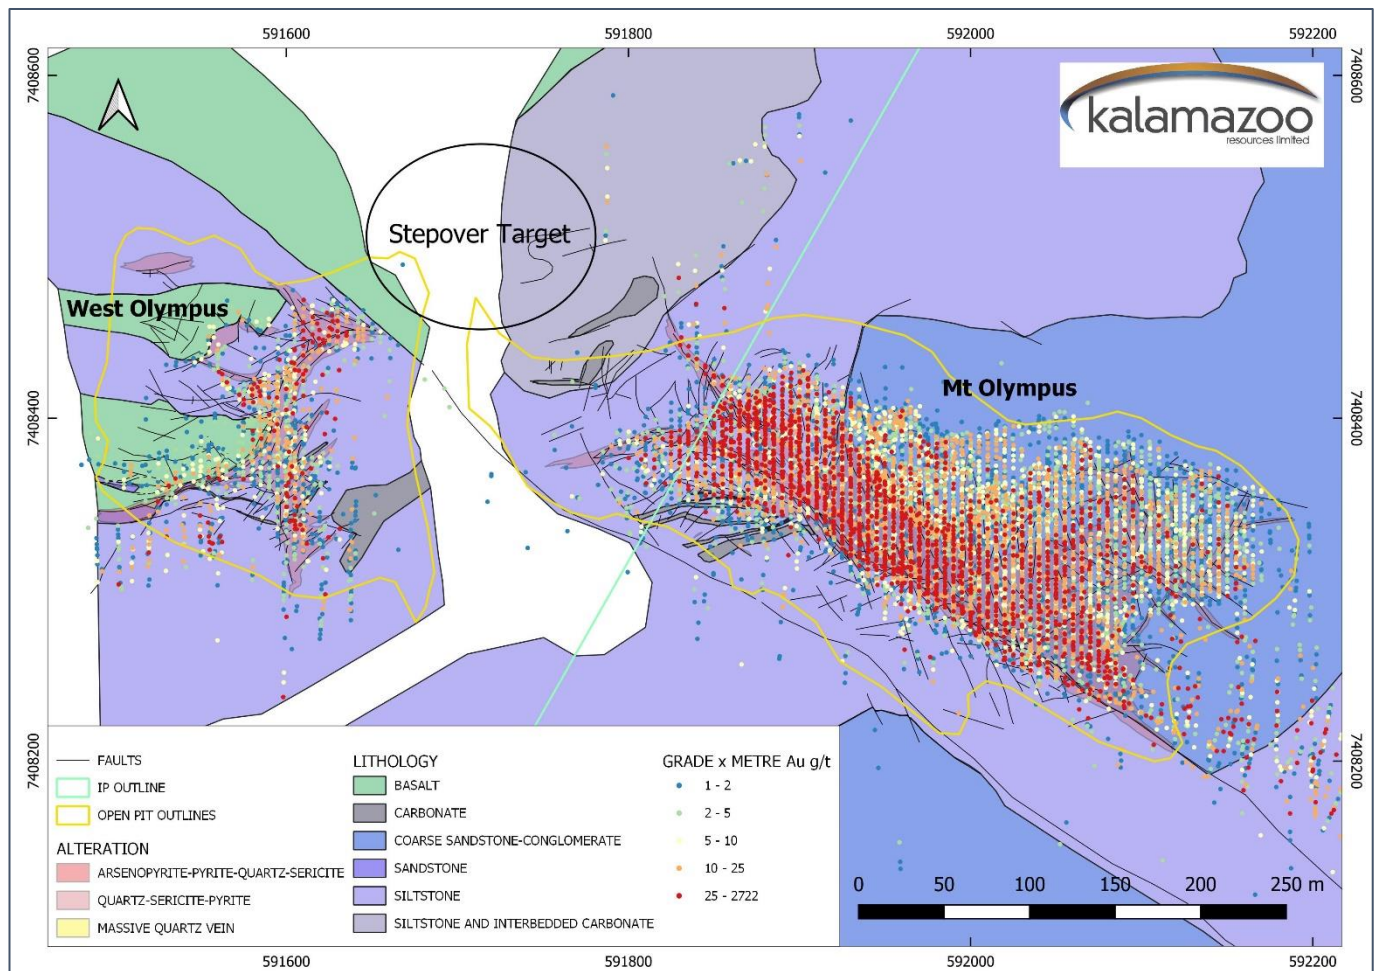 591600
591800
592000
592200
7408600
7408600
kalamazoo
resources limited
Stepover Target
West Olympus
Mt Olympus
7408400
7408400
7408200
7408200
FAULTS
IP OUTLINE
OPEN PIT OUTLINES
ALTERATION
ARSENOPYRITE-PYRITE-QUARTZ-SERICITE
QUARTZ-SERICITE-PYRITE
MASSIVE QUARTZ VEIN
LITHOLOGY
BASALT
CARBONATE
COARSE SANDSTONE-CONGLOMERATE
SANDSTONE
SILTSTONE
SILTSTONE AND INTERBEDDED CARBONATE
GRADE x METRE Au g/t
1 - 2
2 - 5
5 - 10
10 - 25
25 - 2722
0 50 100 150 200 250 m
591600
591800
592000
592200